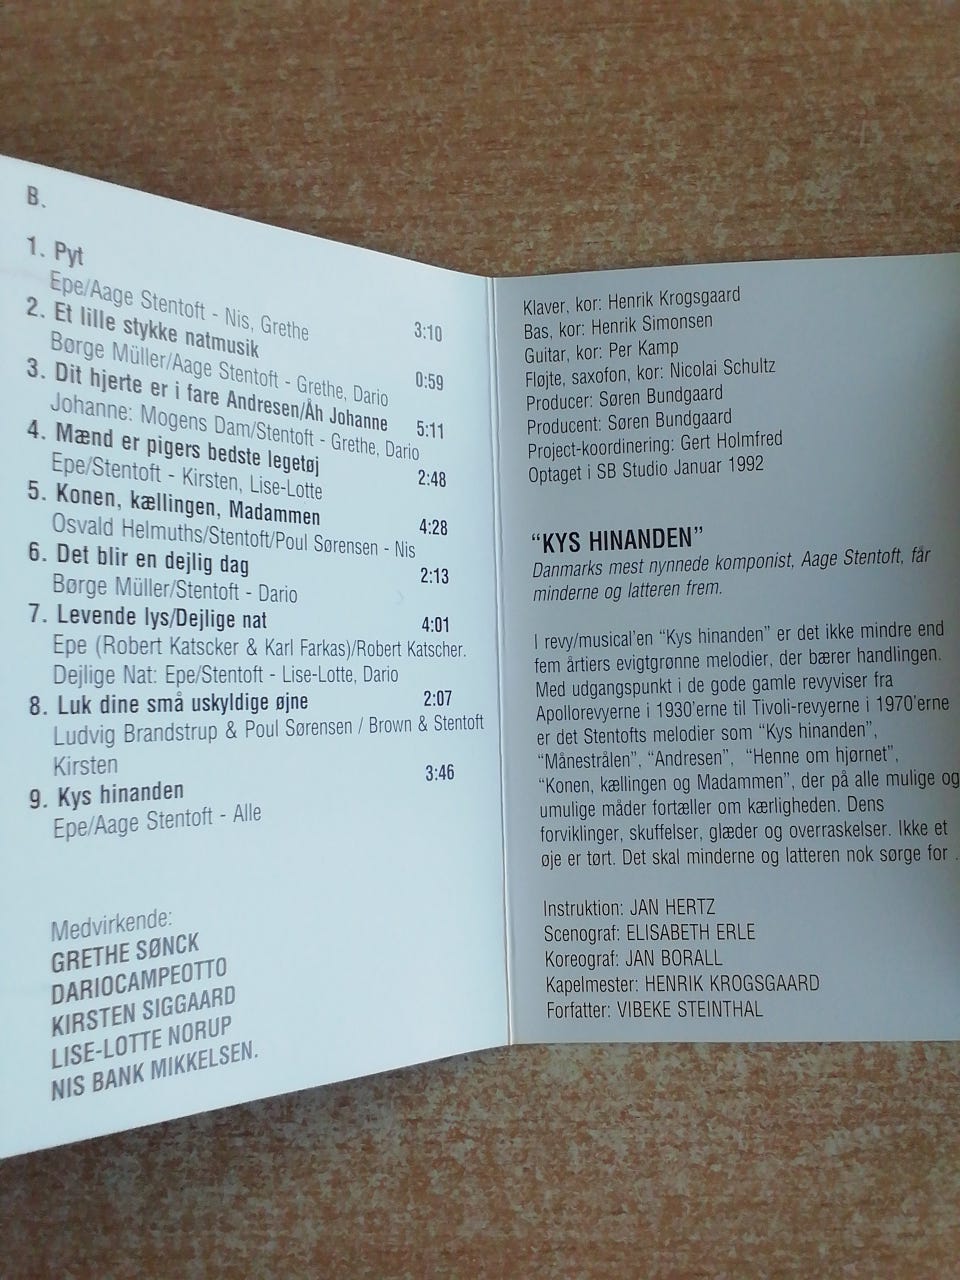 B.
1. Pyt
Epe/Aage Stentoft - Nis, Grethe 3:10
2. Et lille stykke natmusik
Børge Müller/Aage Stentoft - Grethe, Dario 0:59
3. Dit hjerte er i fare Andresen/Åh Johanne
Johanne: Mogens Dam/Stentoft - Grethe, Dario 5:11
4. Mænd er pigers bedste legetøj
Epe/Stentoft - Kirsten, Lise-Lotte 2:48
5. Konen, kællingen, Madammen
Osvald Helmuths/Stentoft/Poul Sørensen - Nis 4:28
6. Det blir en dejlig dag
Børge Müller/Stentoft - Dario 2:13
7. Levende lys/Dejlige nat 4:01
Epe (Robert Katscker & Karl Farkas)/Robert Katscher.
Dejlige Nat: Epe/Stentoft - Lise-Lotte, Dario
8. Luk dine små uskyldige øjne 2:07
Ludvig Brandstrup & Poul Sørensen / Brown & Stentoft
Kirsten
9. Kys hinanden 3:46
Epe/Aage Stentoft - Alle
Medvirkende:
GRETHE SØNCK
DARIOCAMPEOTTO
KIRSTEN SIGGAARD
LISE-LOTTE NORUP
NIS BANK MIKKELSEN.
Klaver, kor: Henrik Krogsgaard
Bas, kor: Henrik Simonsen
Guitar, kor: Per Kamp
Fløjte, saxofon, kor: Nicolai Schultz
Producer: Søren Bundgaard
Producent: Søren Bundgaard
Project-koordinering: Gert Holmfred
Optaget i SB Studio Januar 1992
"KYS HINANDEN"
Danmarks mest nynnede komponist, Aage Stentoft, får
minderne og latteren frem.
I revy/musical'en "Kys hinanden" er det ikke mindre end
fem årtiers evigtgrønne melodier, der bærer handlingen.
Med udgangspunkt i de gode gamle revyviser fra
Apollorevyerne i 1930'erne til Tivoli-revyerne i 1970'erne
er det Stentofts melodier som "Kys hinanden",
"Månestrålen", "Andresen", "Henne om hjørnet",
"Konen, kællingen og Madammen", der på alle mulige og
umulige måder fortæller om kærligheden. Dens
forviklinger, skuffelser, glæder og overraskelser. Ikke et
øje er tørt. Det skal minderne og latteren nok sørge for .
Instruktion: JAN HERTZ
Scenograf: ELISABETH ERLE
Koreograf: JAN BORALL
Kapelmester: HENRIK KROGSGAARD
Forfatter: VIBEKE STEINTHAL